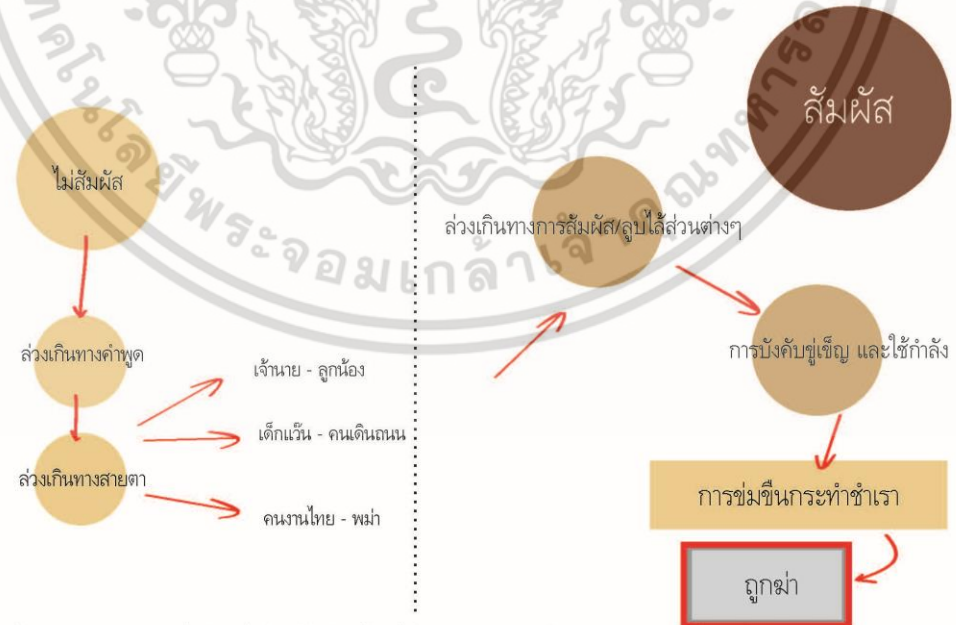 ไม่สัมผัส
ล่วงเกินทางคำพูด
ล่วงเกินทางสายตา
เจ้านาย - ลูกน้อง
เด็กแว๊น - คนเดินถนน
คนงานไทย - พม่า
สัมผัส
ล่วงเกินทางการสัมผัส/ลูบไล้ส่วนต่างๆ
การบังคับขู่เข็ญ และใช้กำลัง
การข่มขืนกระทำชำเรา
ถูกฆ่า